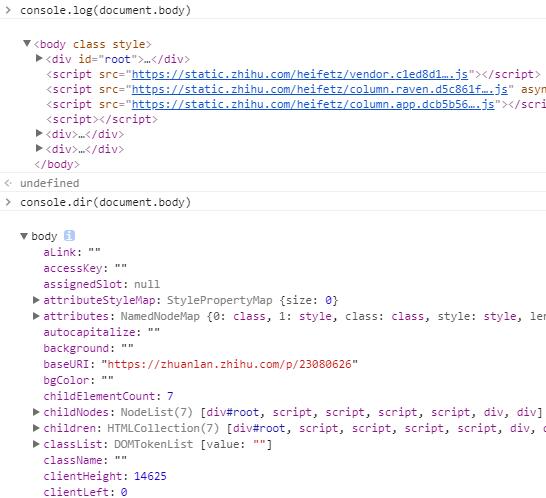 > console.log(document.body)
▼<body class style>
▶<div id="root">…</div>
<script src="https://static.zhihu.com/heifetz/vendor.c1ed8d1….js"></script>
<script src="https://static.zhihu.com/heifetz/column.raven.d5c861f….js" asyn
<script src="https://static.zhihu.com/heifetz/column.app.dcb5b56….js"></scri
<script></script>
▶<div>…</div>
▶<div>…</div>
</body>
<· undefined
> console.dir(document.body)
▼body i
aLink: ""
accessKey: ""
assignedSlot: null
▶attributeStyleMap: StylePropertyMap {size: 0}
▶attributes: NamedNodeMap {0: class, 1: style, class: class, style: style, len
autocapitalize: ""
background: ""
baseURI: "https://zhuanlan.zhihu.com/p/23080626"
bgColor: ""
childElementCount: 7
▶childNodes: NodeList(7) [div#root, script, script, script, script, div, div]
▶children: HTMLCollection(7) [div#root, script, script, script, script, div, d
▶classList: DOMTokenList [value: ""]
className: ""
clientHeight: 14625
clientLeft: 0